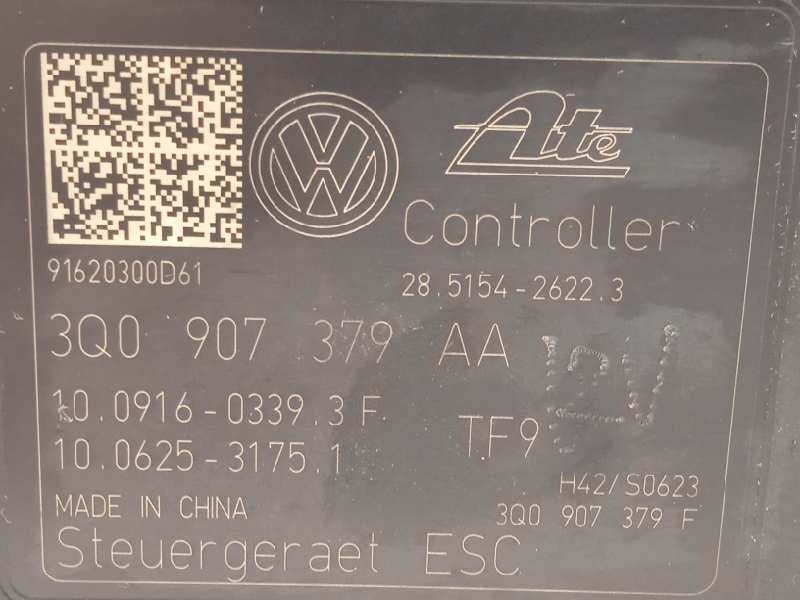 Ate
Controller
91620300D61
28.5154-2622.3
3Q0 907 379 AA
10.0916-0339.3 F
TF9
10.0625-3175.1
H42/S0623
MADE IN CHINA
3Q0 907 379 F
Steuergeraet ESC